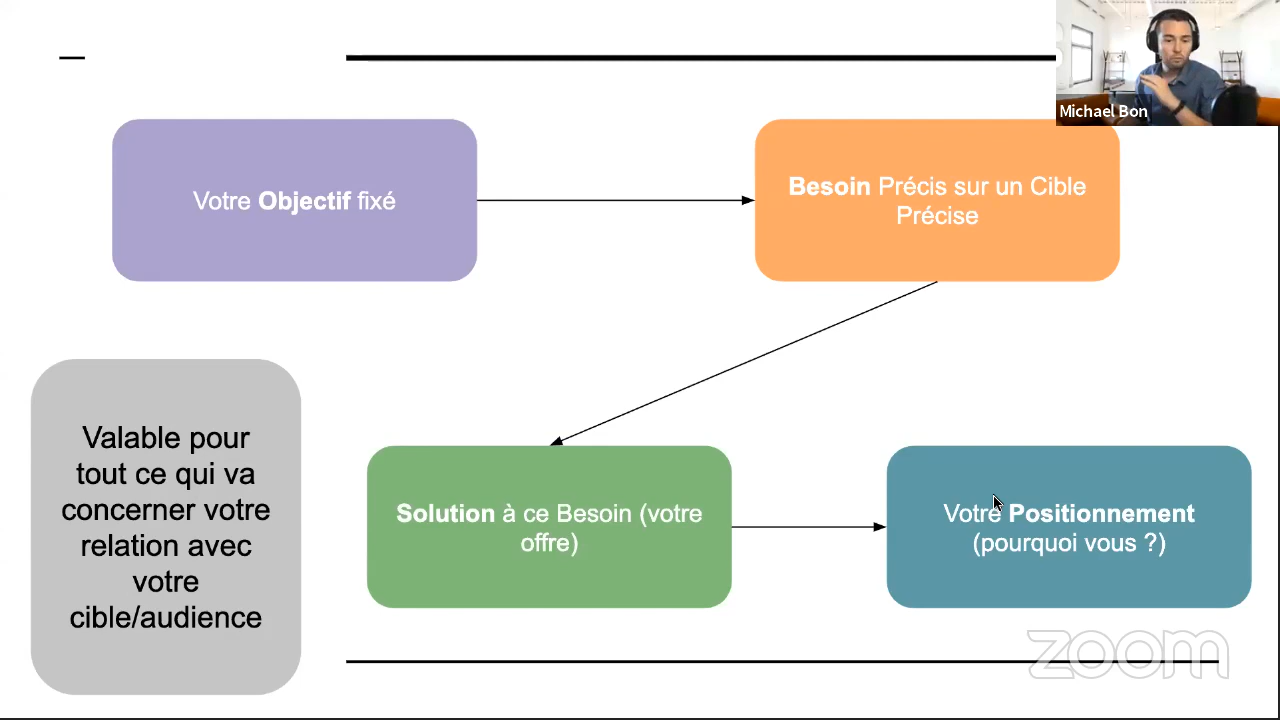 Michael Bon
Votre Objectif fixé
Besoin Précis sur un Cible
Précise
Valable pour
tout ce qui va
concerner votre
relation avec
votre
cible/audience
Solution à ce Besoin (votre
offre)
Votre Positionnement
(pourquoi vous ?)
zoom